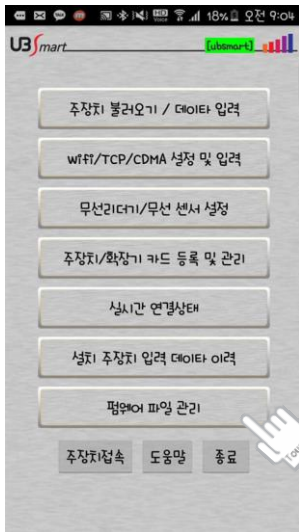 18% 오전 9:04
UBSmart
[ubsmart]
주장치 불러오기 / 데이타 입력
wifi/TCP/CDMA 설정 및 입력
무선리더기/무선 센서 설정
주장치/확장기 카드 등록 및 관리
실시간 연결상태
설치 주장치 입력 데이타 이력
펌웨어 파일 관리
주장치접속 도움말 종료